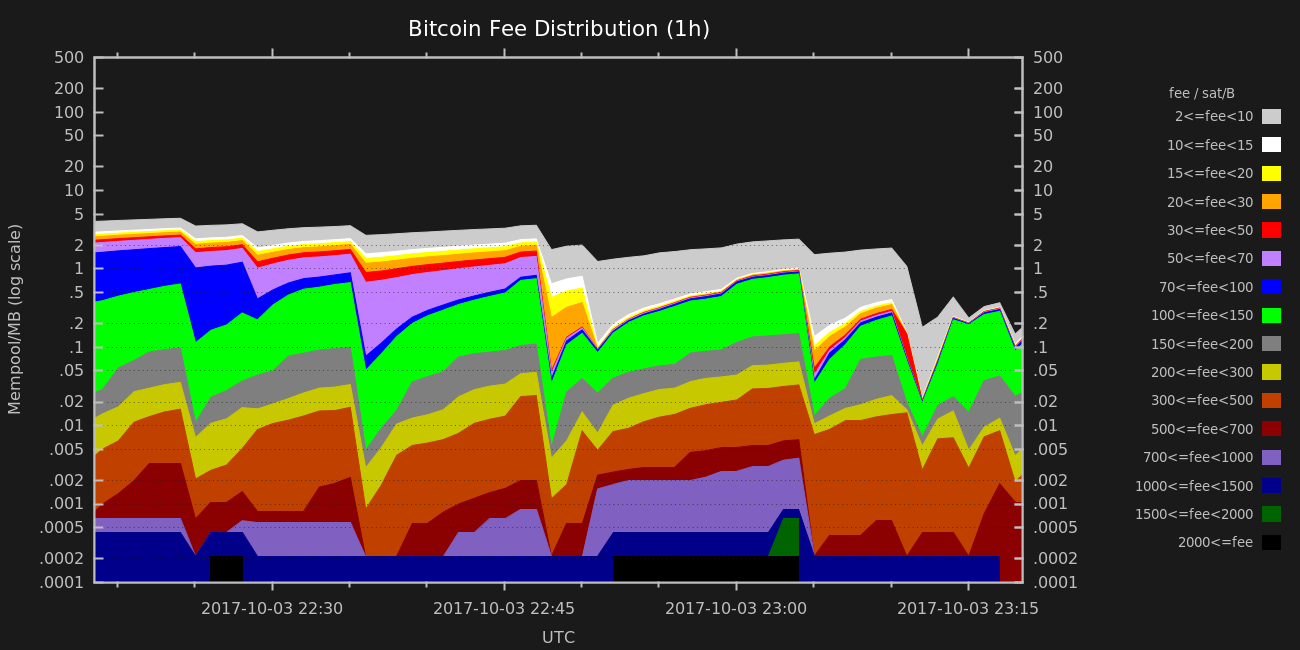 Bitcoin Fee Distribution (1h)
500
200
100
50
20
10
5
2
1
.5
.2
.1
.05
.02
.01
.005
.002
.001
.0005
.0002
.0001
Mempool/MB (log scale)
500
200
100
50
20
10
5
2
1
.5
.2
.1
.05
.02
.01
.005
.002
.001
.0005
.0002
.0001
2017-10-03 22:30
2017-10-03 22:45
2017-10-03 23:00
2017-10-03 23:15
UTC
fee / sat/B
2<=fee<10
10<=fee<15
15<=fee<20
20<=fee<30
30<=fee<50
50<=fee<70
70<=fee<100
100<=fee<150
150<=fee<200
200<=fee<300
300<=fee<500
500<=fee<700
700<=fee<1000
1000<=fee<1500
1500<=fee<2000
2000<=fee